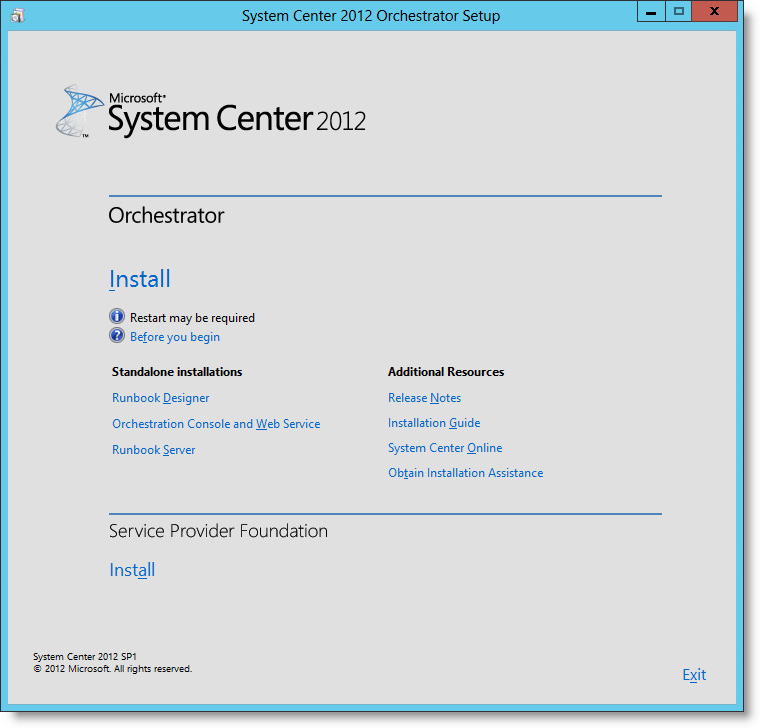 System Center 2012 Orchestrator Setup
Microsoft®
System Center 2012
™
Orchestrator
Install
Restart may be required
Before you begin
Standalone installations
Runbook Designer
Orchestration Console and Web Service
Runbook Server
Additional Resources
Release Notes
Installation Guide
System Center Online
Obtain Installation Assistance
Service Provider Foundation
Install
System Center 2012 SP1
© 2012 Microsoft. All rights reserved.
Exit